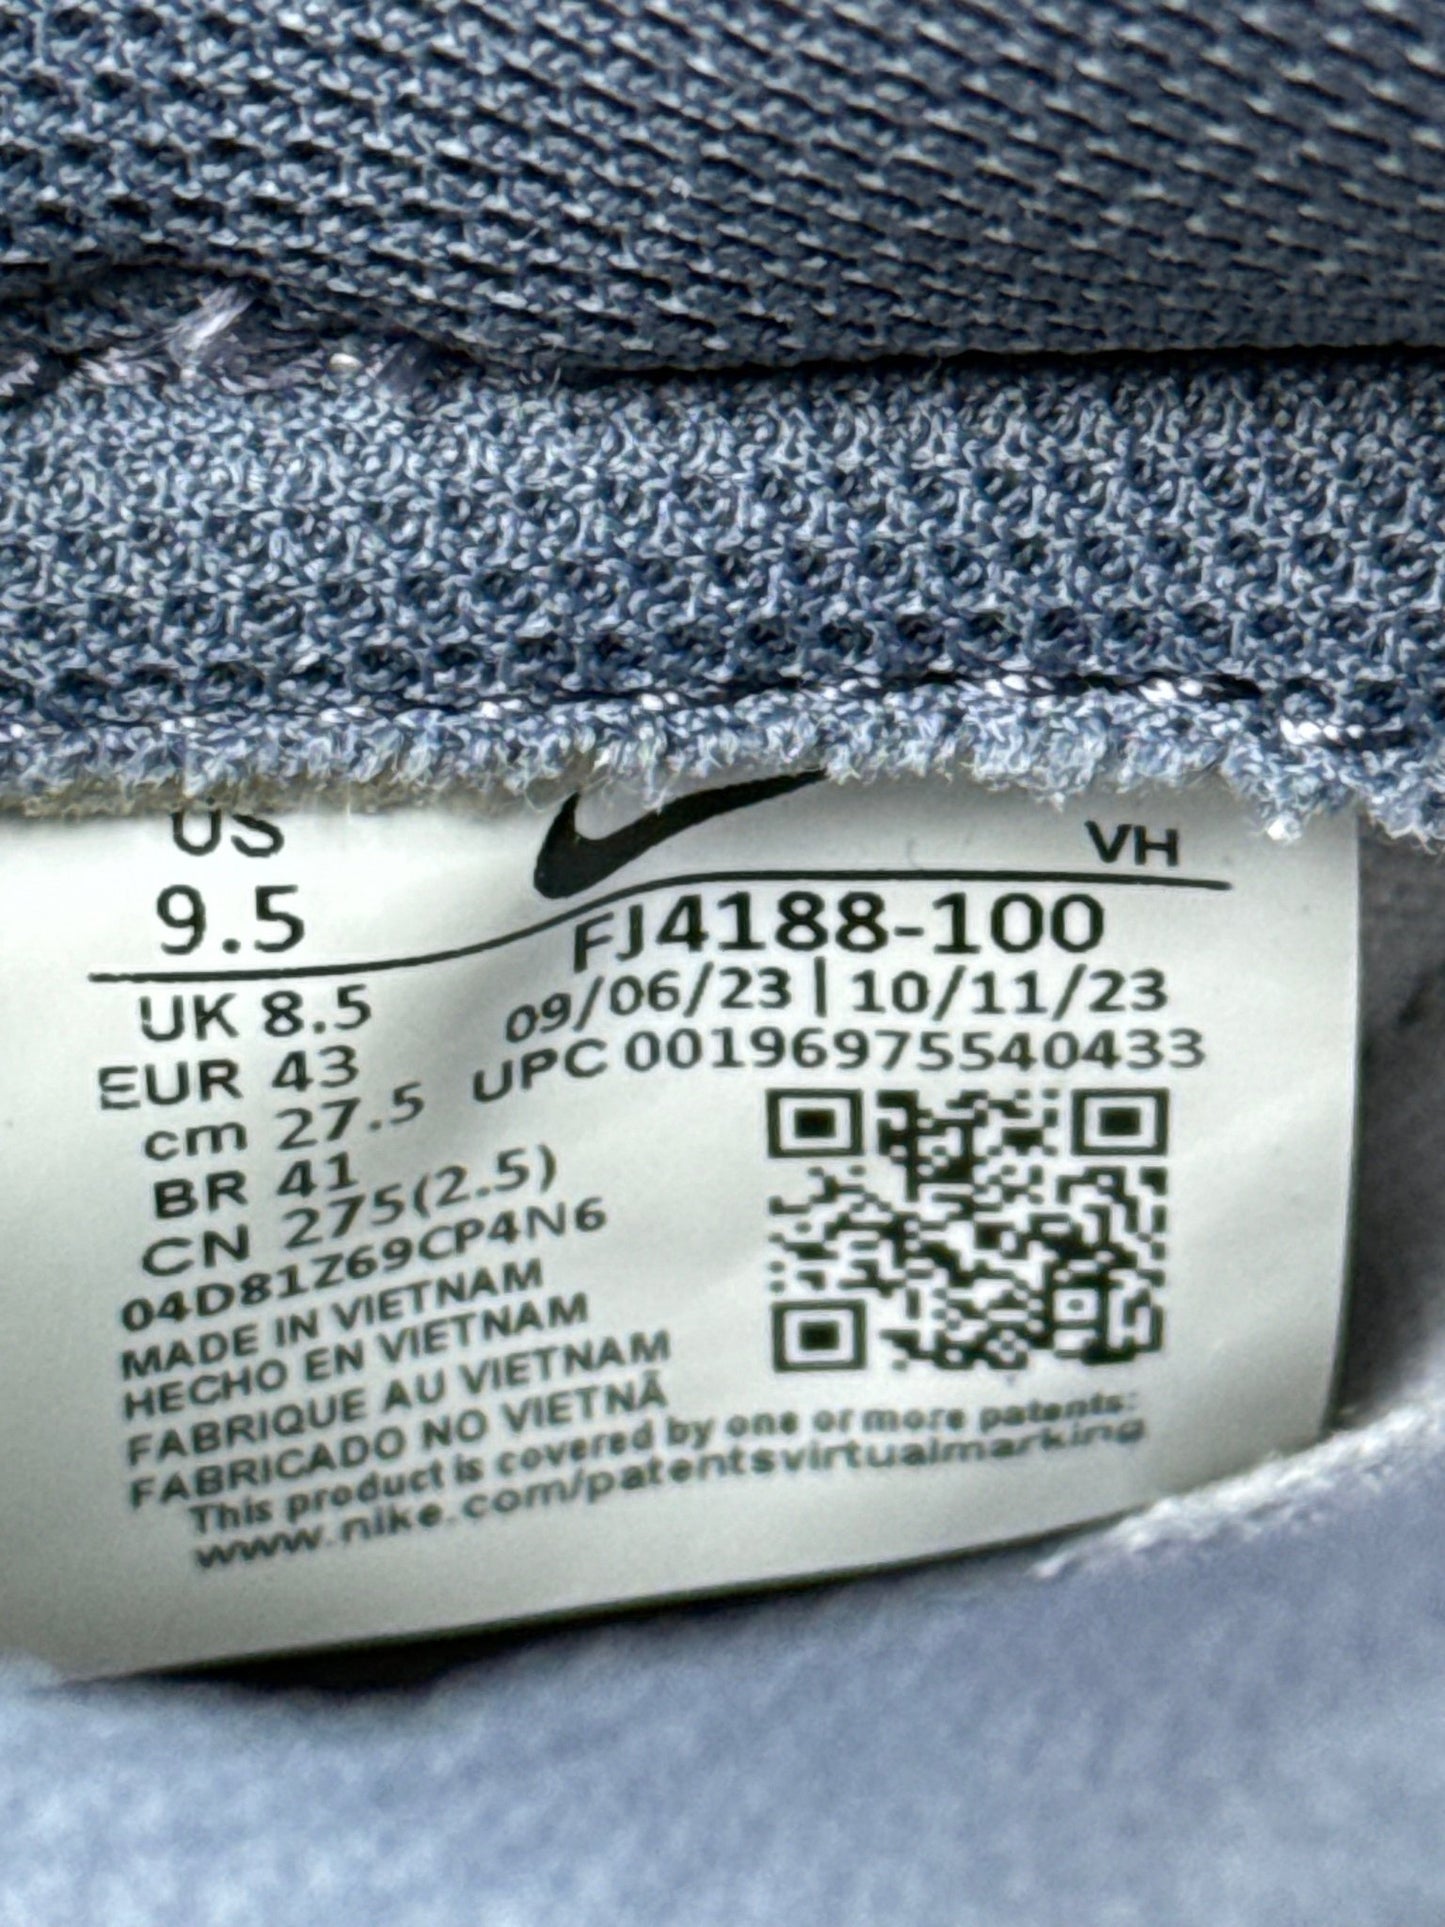 US
9.5
VH
FJ4188-100
09/06/23 | 10/11/23
UPC 00196975540433
UK 8.5
EUR 43
cm 27.5
BR 41
CN 275(2.5)
04D81Z69CP4N6
MADE IN VIETNAM
HECHO EN VIETNAM
FABRIQUE AU VIETNAM
FABRICADO NO VIETNÃ
This product is covered by one or more patents:
www.nike.com/patentsvirtualmarking